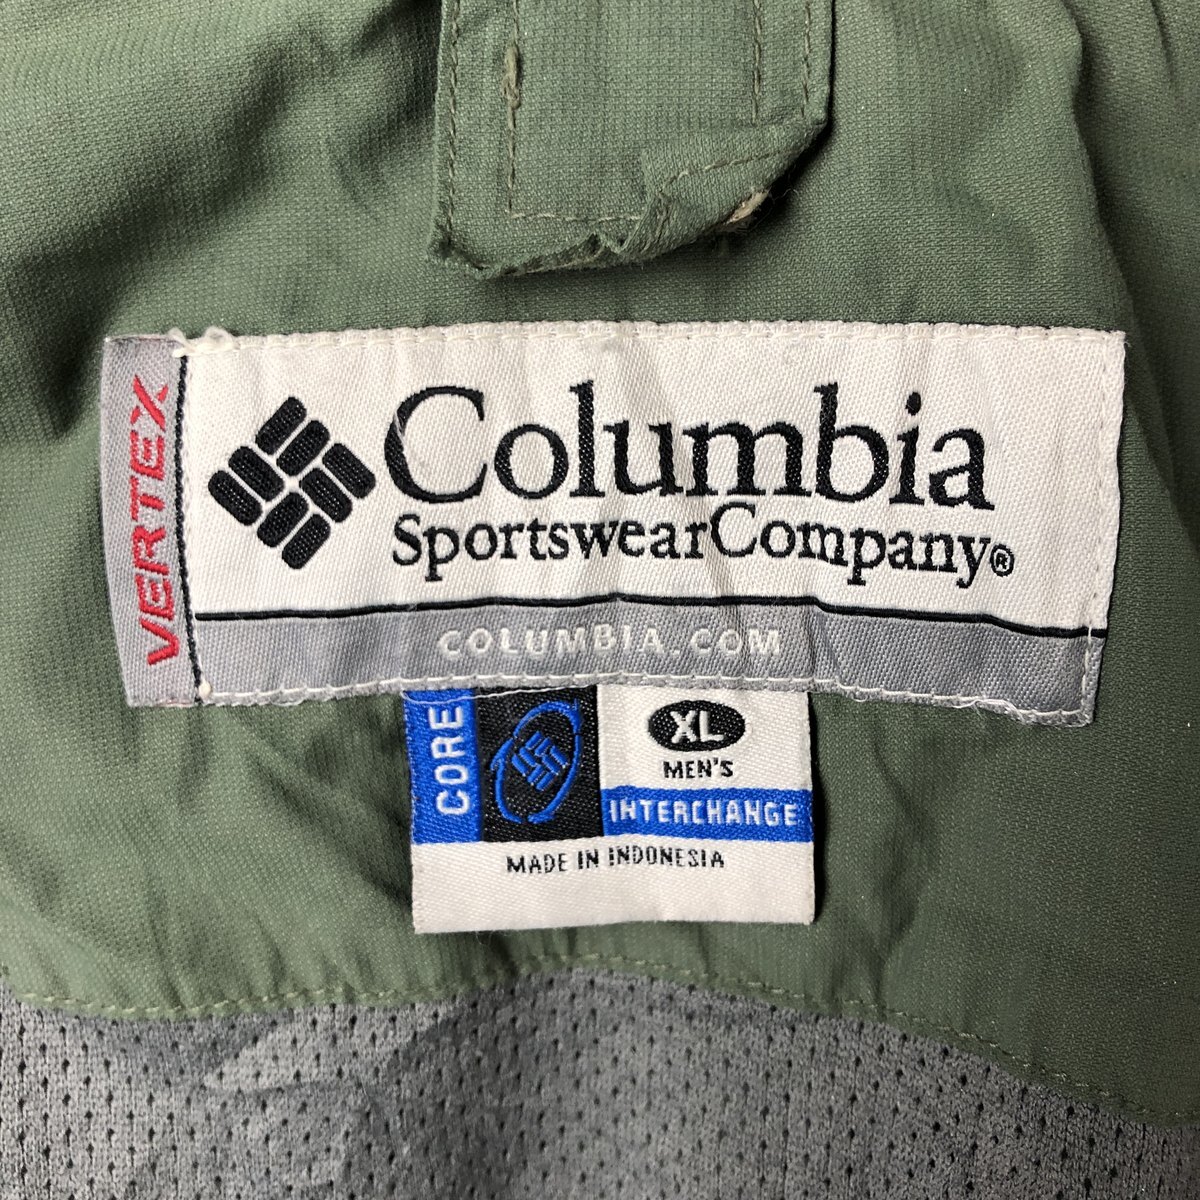 VERTEX
Columbia
SportswearCompany®
COLUMBIA.COM
CORE
XL
MEN'S
INTERCHANGE
MADE IN INDONESIA